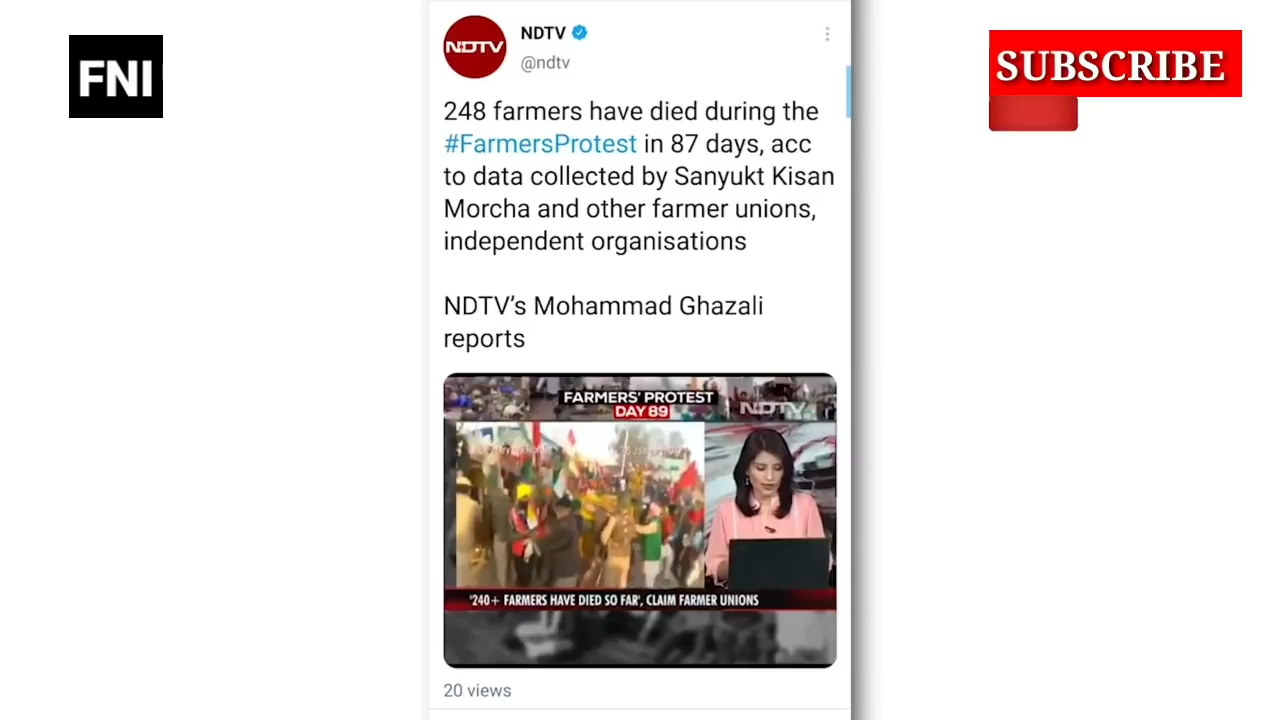 FNI
SUBSCRIBE
NDTV
NDTV
@ndtv
248 farmers have died during the
#FarmersProtest in 87 days, acc
to data collected by Sanyukt Kisan
Morcha and other farmer unions,
independent organisations
NDTV’s Mohammad Ghazali
reports
FARMERS' PROTEST
DAY 89
NDTV
'240+ FARMERS HAVE DIED SO FAR', CLAIM FARMER UNIONS
20 views